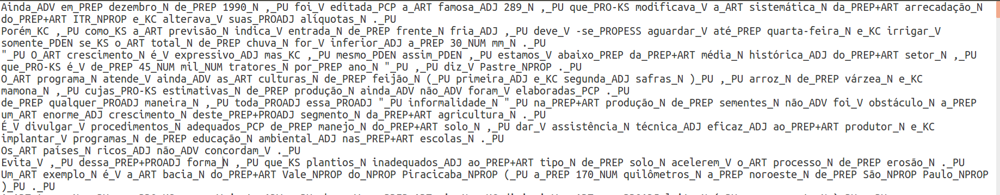 Ainda_ADV em_PREP dezembro_N de_PREP 1990_N ,_PU foi_V editada_PCP a_ART famosa_ADJ 289_N ,_PU que_PRO-KS modificava_V a_ART sistemática_N da_PREP+ART arrecadação_N
do_PREP+ART ITR_NPROP e_KC alterava_V suas_PROADJ alíquotas_N ._PU
Porém_KC ,_PU como_KS a_ART previsão_N indica_V entrada_N de_PREP frente_N fria_ADJ ,_PU deve_V -se_PROPESS aguardar_V até_PREP quarta-feira_N e_KC irrigar_V
somente_PDEN se_KS o_ART total_N de_PREP chuva_N for_V inferior_ADJ a_PREP 30_NUM mm_N ._PU
"_PU O_ART crescimento_N é_V expressivo_ADJ mas_KC ,_PU mesmo_PDEN assim_PDEN ,_PU estamos_V abaixo_PREP da_PREP+ART média_N histórica_ADJ do_PREP+ART setor_N ,_PU
que_PRO-KS é_V de_PREP 45_NUM mil_NUM tratores_N por_PREP ano_N "_PU ,_PU diz_V Pastre_NPROP ._PU
O_ART programa_N atende_V ainda_ADV as_ART culturas_N de_PREP feijão_N (_PU primeira_ADJ e_KC segunda_ADJ safras_N )_PU ,_PU arroz_N de_PREP várzea_N e_KC
mamona_N ,_PU cujas_PRO-KS estimativas_N de_PREP produção_N ainda_ADV não_ADV foram_V elaboradas_PCP ._PU
de_PREP qualquer_PROADJ maneira_N ,_PU toda_PROADJ essa_PROADJ "_PU informalidade_N "_PU na_PREP+ART produção_N de_PREP sementes_N não_ADV foi_V obstáculo_N a_PREP
um_ART enorme_ADJ crescimento_N deste_PREP+PROADJ segmento_N da_PREP+ART agricultura_N ._PU
É_V divulgar_V procedimentos_N adequados_PCP de_PREP manejo_N do_PREP+ART solo_N ,_PU dar_V assistência_N técnica_ADJ eficaz_ADJ ao_PREP+ART produtor_N e_KC
implantar_V programas_N de_PREP educação_N ambiental_ADJ nas_PREP+ART escolas_N ._PU
Os_ART países_N ricos_ADJ não_ADV concordam_V ._PU
Evita_V ,_PU dessa_PREP+PROADJ forma_N ,_PU que_KS plantios_N inadequados_ADJ ao_PREP+ART tipo_N de_PREP solo_N acelerem_V o_ART processo_N de_PREP erosão_N ._PU
Um_ART exemplo_N é_V a_ART bacia_N do_PREP+ART Vale_NPROP do_NPROP Piracicaba_NPROP (_PU a_PREP 170_NUM quilômetros_N a_PREP noroeste_N de_PREP São_NPROP Paulo_NPROP
)_PU ._PU